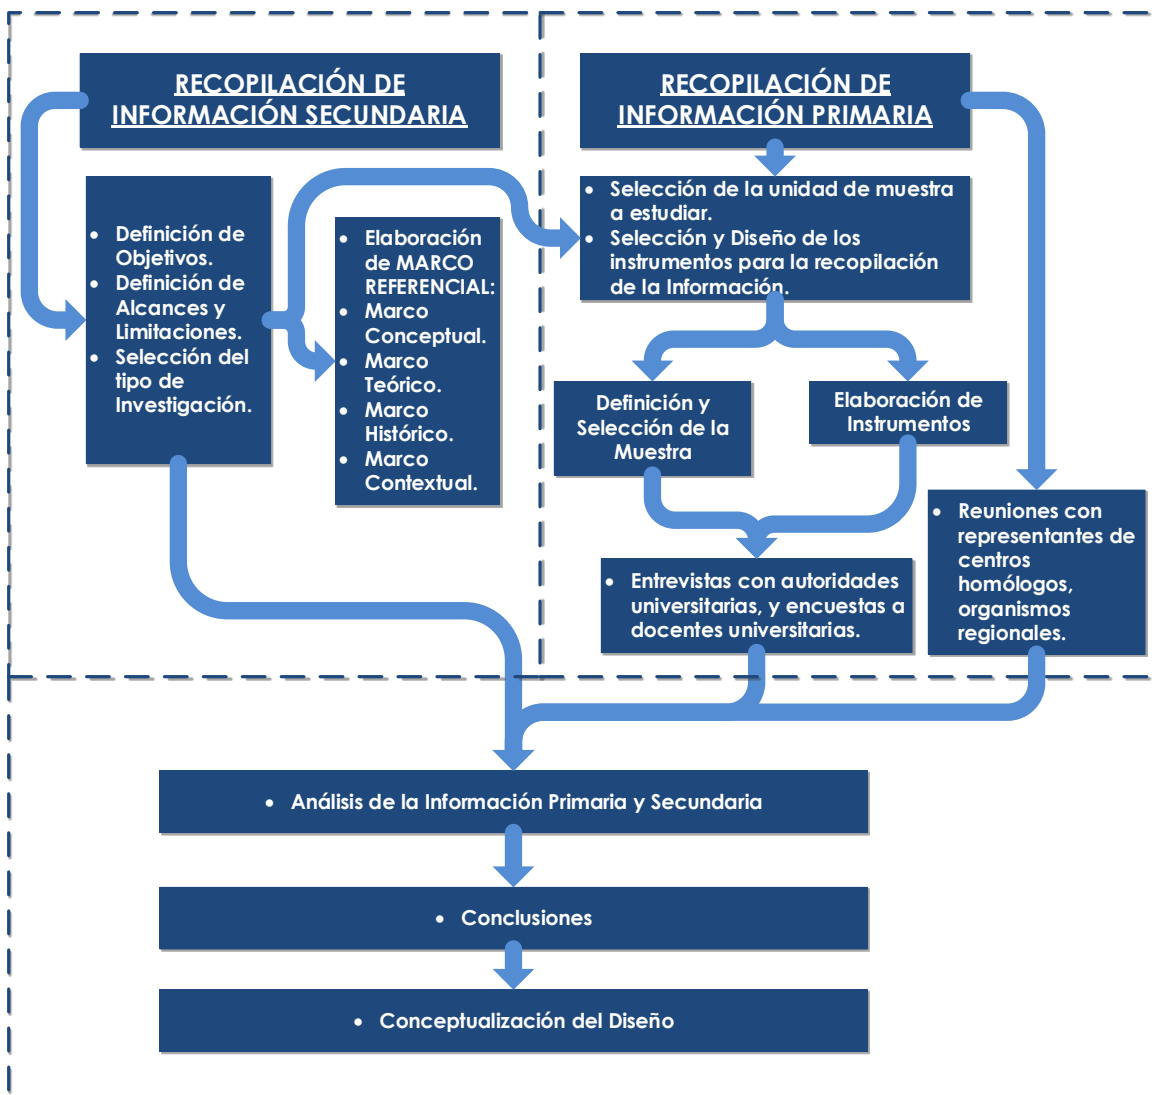 RECOPILACIÓN DE
INFORMACIÓN SECUNDARIA
• Definición de
Objetivos.
• Definición de
Alcances y
Limitaciones.
• Selección del
tipo de
Investigación.
• Elaboración
de MARCO
REFERENCIAL:
• Marco
Conceptual.
• Marco
Teórico.
• Marco
Histórico.
• Marco
Contextual.
RECOPILACIÓN DE
INFORMACIÓN PRIMARIA
• Selección de la unidad de muestra
a estudiar.
• Selección y Diseño de los
instrumentos para la recopilación
de la Información.
Definición y
Selección de la
Muestra
Elaboración de
Instrumentos
• Entrevistas con autoridades
universitarias, y encuestas a
docentes universitarias.
• Reuniones con
representantes de
centros
homólogos,
organismos
regionales.
• Análisis de la Información Primaria y Secundaria
• Conclusiones
• Conceptualización del Diseño